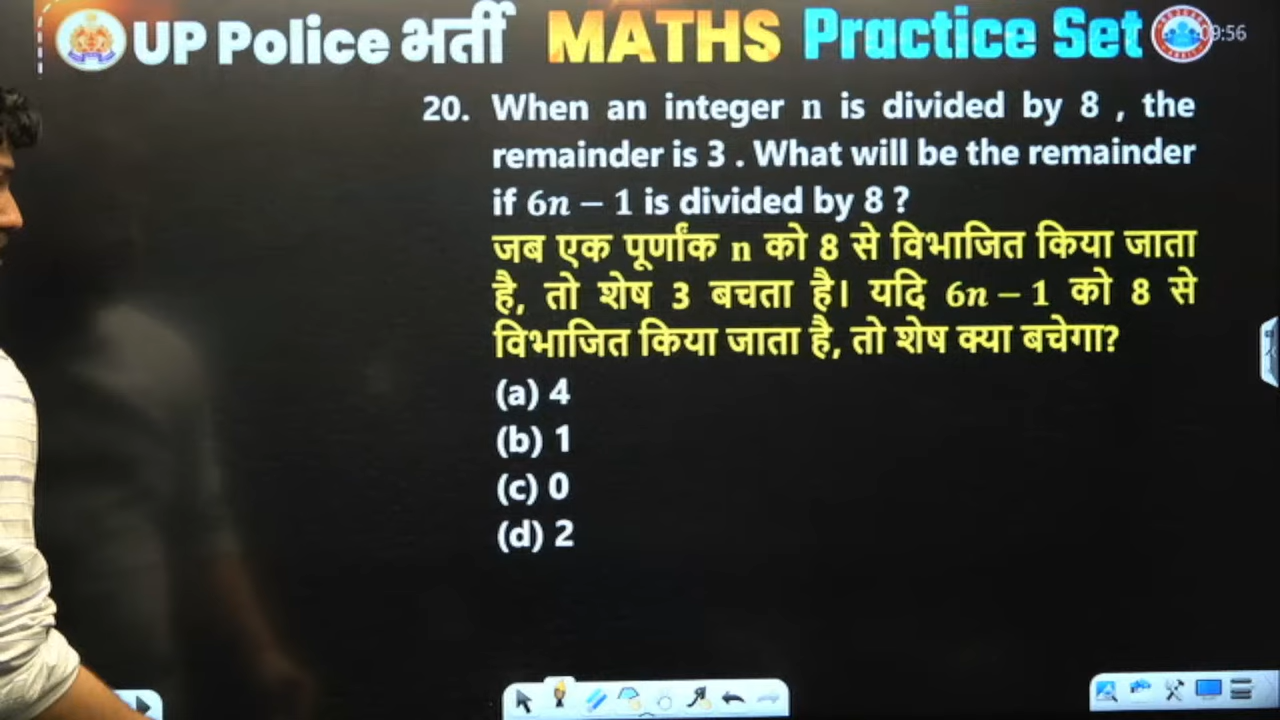 UP Police भर्ती MATHS Practice Set
09:56
20. When an integer n is divided by 8 , the
remainder is 3 . What will be the remainder
if 6n − 1 is divided by 8 ?
जब एक पूर्णांक n को 8 से विभाजित किया जाता
है, तो शेष 3 बचता है। यदि 6n − 1 को 8 से
विभाजित किया जाता है, तो शेष क्या बचेगा?
(a) 4
(b) 1
(c) 0
(d) 2